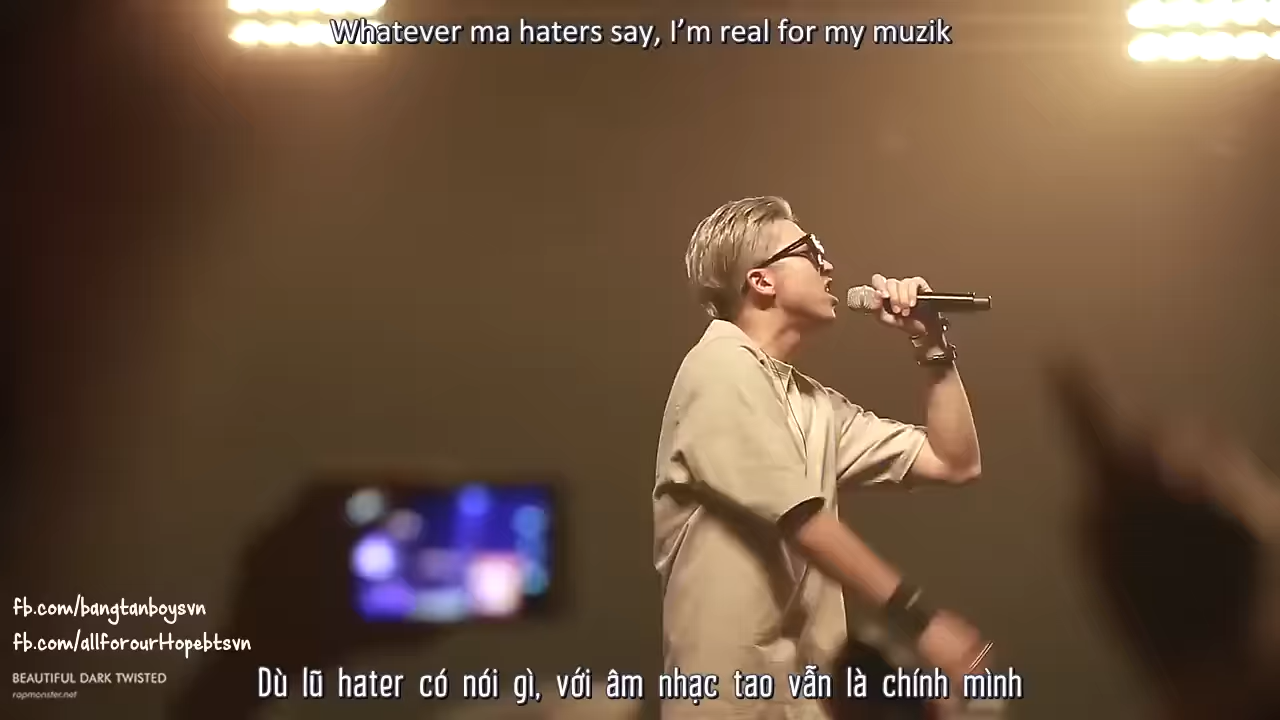 Whatever ma haters say, I'm real for my muzik
fb.com/bangtanboysvn
fb.com/allforourHopebtsvn
BEAUTIFUL DARK TWISTED
rapmonster.net
Dù lũ hater có nói gì, với âm nhạc tao vẫn là chính mình